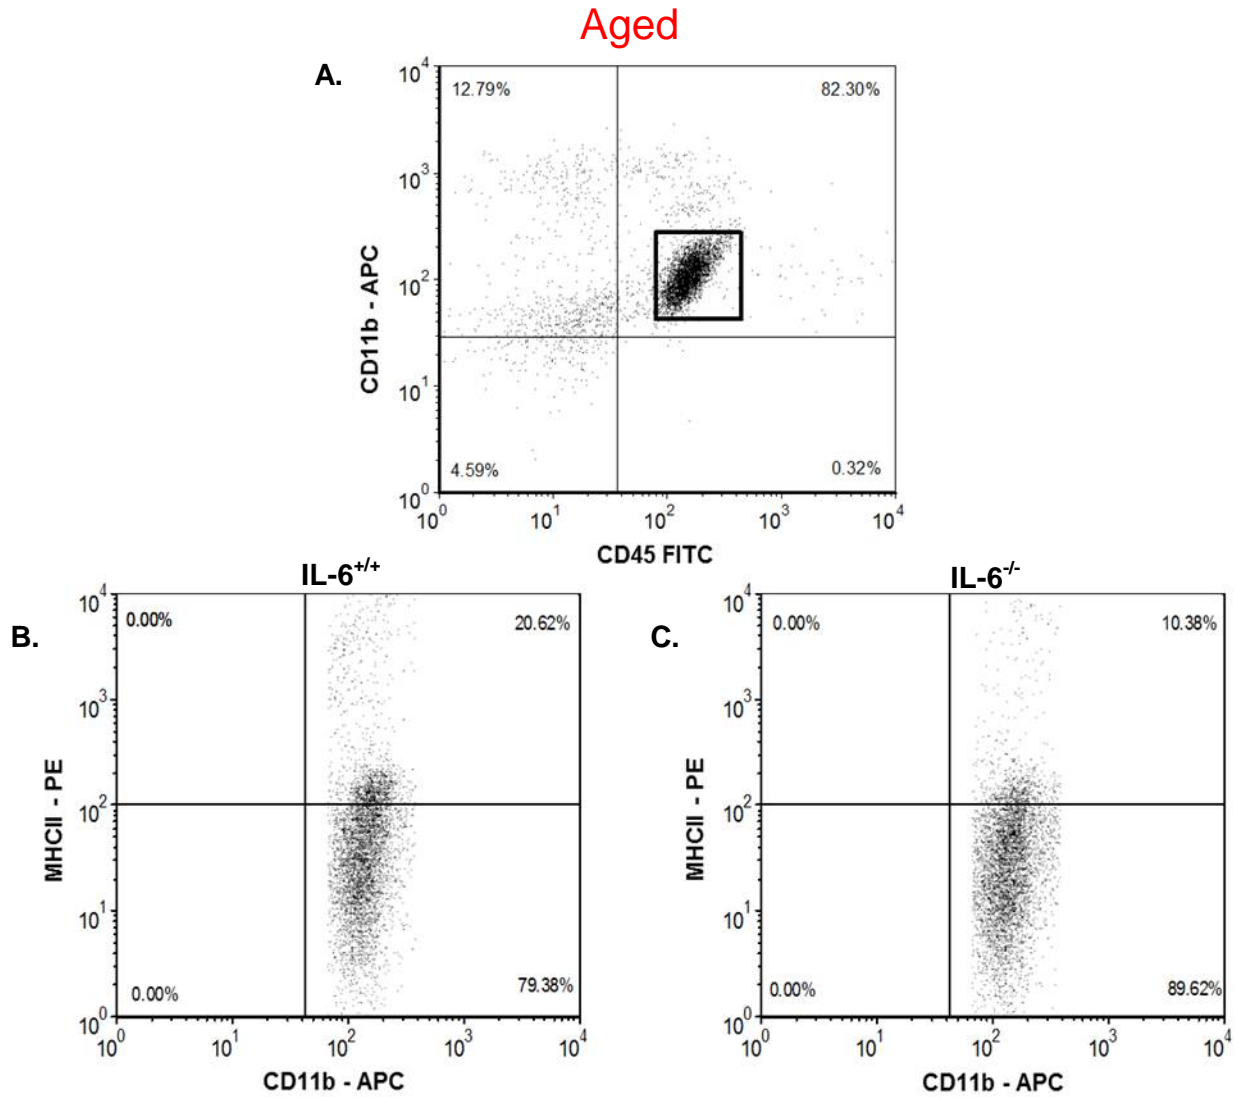 Aged
A.
10^4
12.79%
82.30%
10^3
10^2
CD11b - APC
10^1
4.59%
0.32%
10^0
10^0 10^1 10^2 10^3 10^4
CD45 FITC
IL-6^+/+
IL-6^-/-
B.
10^4
0.00%
20.62%
10^3
MHCII - PE
10^2
10^1
0.00%
79.38%
10^0
10^0 10^1 10^2 10^3 10^4
CD11b - APC
C.
10^4
0.00%
10.38%
10^3
MHCII - PE
10^2
10^1
0.00%
89.62%
10^0
10^0 10^1 10^2 10^3 10^4
CD11b - APC